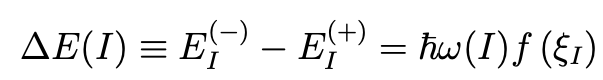 ΔE(I) ≡ E_I^{(−)} − E_I^{(+)} = ℏω(I) f (ξ_I)